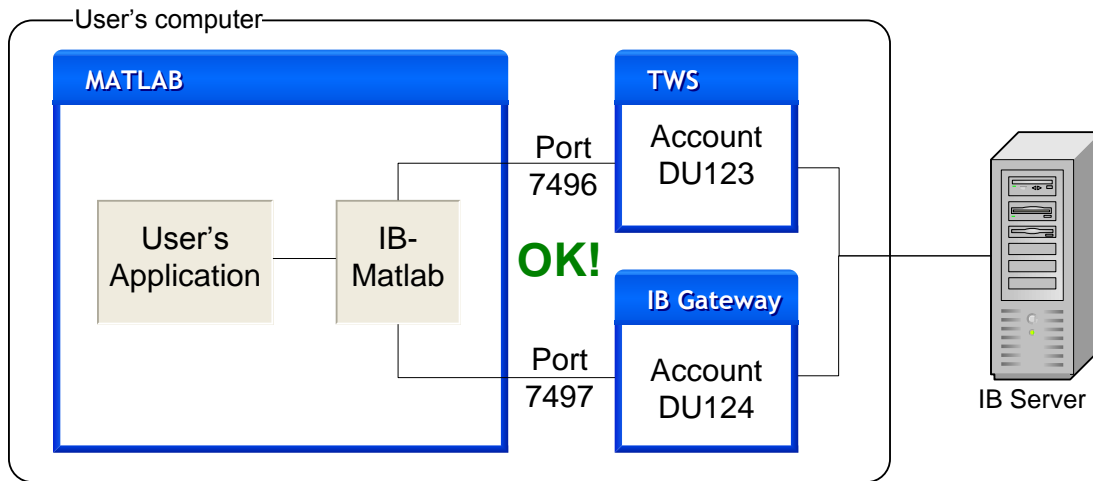 User's computer
MATLAB
TWS
Port
7496
Account
DU123
User's
Application
IB-
Matlab
OK!
IB Gateway
Port
7497
Account
DU124
IB Server